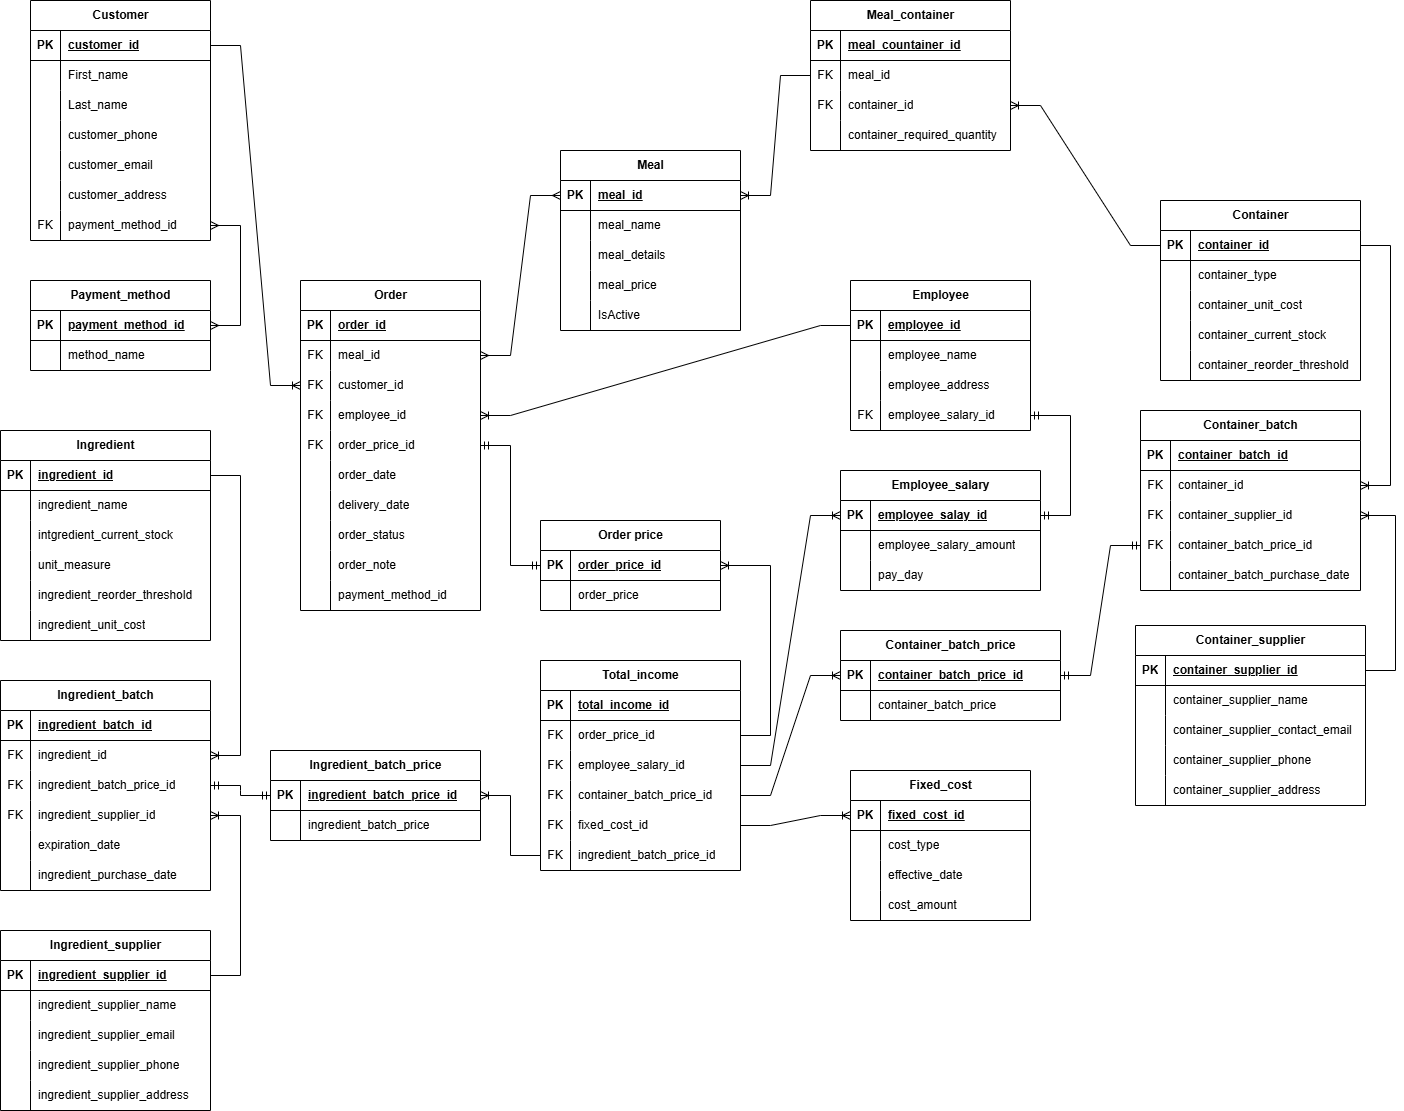 Customer
PK customer_id
First_name
Last_name
customer_phone
customer_email
customer_address
FK payment_method_id
Payment_method
PK payment_method_id
method_name
Ingredient
PK ingredient_id
ingredient_name
intgredient_current_stock
unit_measure
ingredient_reorder_threshold
ingredient_unit_cost
Ingredient_batch
PK ingredient_batch_id
FK ingredient_id
FK ingredient_batch_price_id
FK ingredient_supplier_id
expiration_date
ingredient_purchase_date
Ingredient_supplier
PK ingredient_supplier_id
ingredient_supplier_name
ingredient_supplier_email
ingredient_supplier_phone
ingredient_supplier_address
Order
PK order_id
FK meal_id
FK customer_id
FK employee_id
FK order_price_id
order_date
delivery_date
order_status
order_note
payment_method_id
Ingredient_batch_price
PK ingredient_batch_price_id
ingredient_batch_price
Meal
PK meal_id
meal_name
meal_details
meal_price
IsActive
Order price
PK order_price_id
order_price
Total_income
PK total_income_id
FK order_price_id
FK employee_salary_id
FK container_batch_price_id
FK fixed_cost_id
FK ingredient_batch_price_id
Meal_container
PK meal_countainer_id
FK meal_id
FK container_id
container_required_quantity
Employee
PK employee_id
employee_name
employee_address
FK employee_salary_id
Employee_salary
PK employee_salay_id
employee_salary_amount
pay_day
Container_batch_price
PK container_batch_price_id
container_batch_price
Fixed_cost
PK fixed_cost_id
cost_type
effective_date
cost_amount
Container
PK container_id
container_type
container_unit_cost
container_current_stock
container_reorder_threshold
Container_batch
PK container_batch_id
FK container_id
FK container_supplier_id
FK container_batch_price_id
container_batch_purchase_date
Container_supplier
PK container_supplier_id
container_supplier_name
container_supplier_contact_email
container_supplier_phone
container_supplier_address